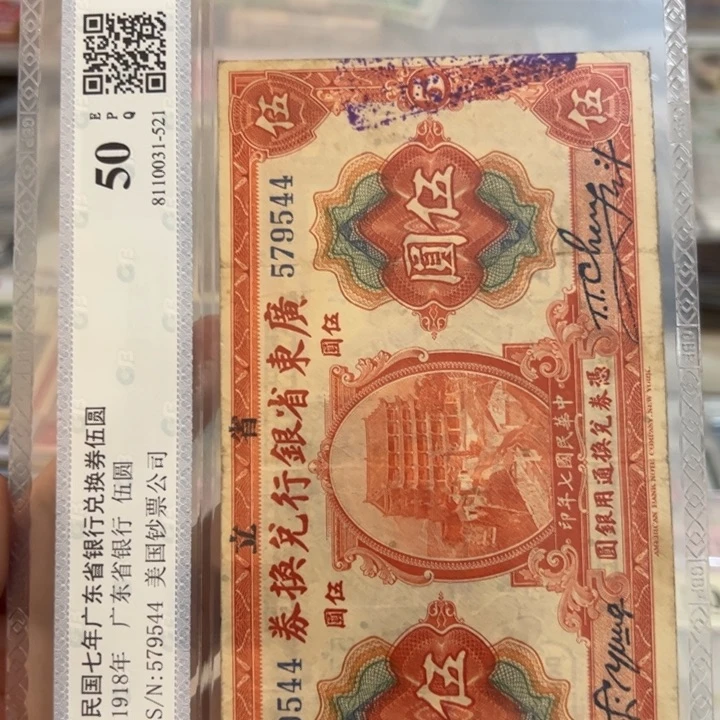 民国七年广东省银行兑换券伍圆
1918年 广东省银行 伍圆
S/N:579544 美国钞票公司
50
E
P
Q
8110031-521
省立
廣東省銀行兌換券
579544
9544
伍圓
伍圓
伍
伍
伍圓
伍
中華民國七年印
憑券兌換通用銀圓
AMERICAN BANK NOTE COMPANY, NEW YORK.